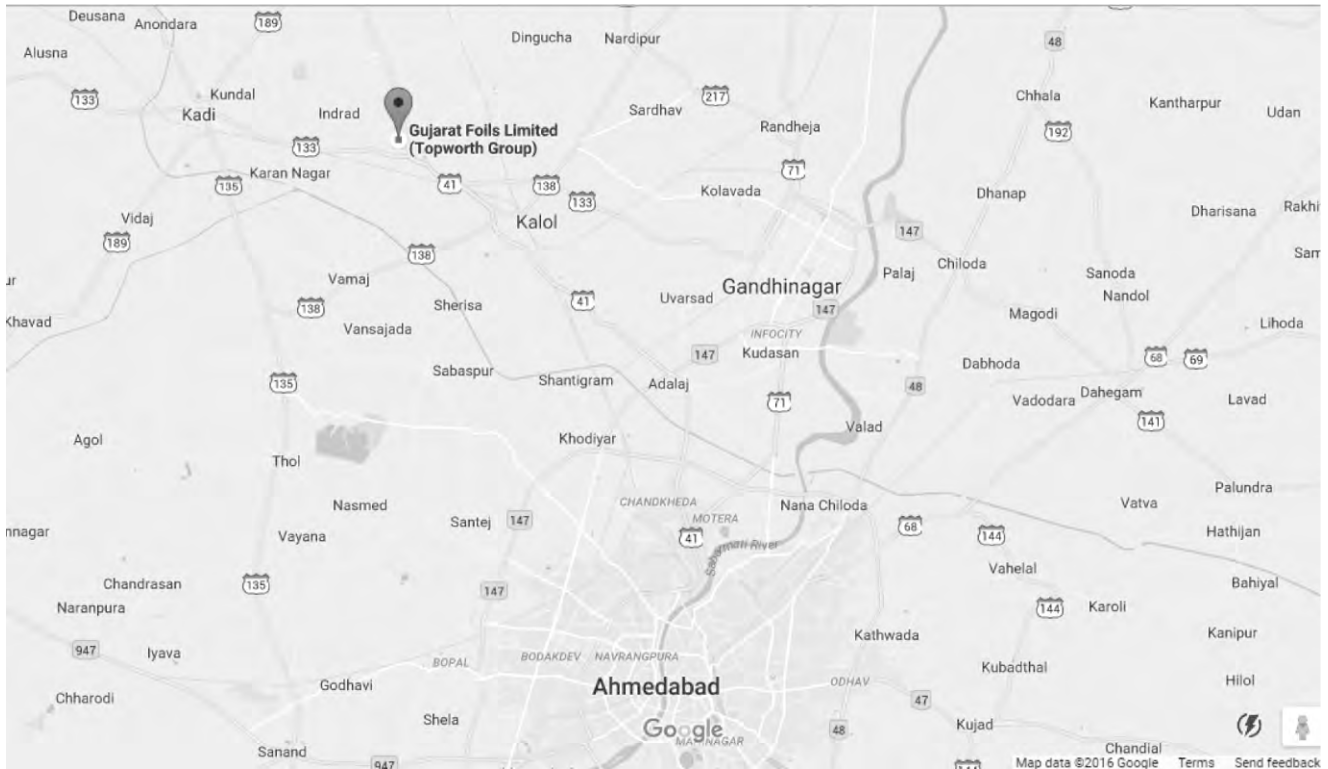 Deusana
Anondara
189
Dingucha
Nardipur
48
Alusna
133
Kundal
Kadi
Indrad
Gujarat Foils Limited
(Topworth Group)
Sardhav
217
Randheja
Chhala
192
Kantharpur
Udan
133
Karan Nagar
135
41
138
133
Kolavada
71
Dhanap
Dharisana
Rakhi
Vidaj
189
Kalol
138
147
Chiloda
Sam
ur
Vamaj
138
Sherisa
41
Uvarsad
Gandhinagar
147
Palaj
Sanoda
Nandol
Khavad
Vansajada
INFOCITY
Kudasan
Magodi
Lihoda
147
68
69
135
Sabaspur
Shantigram
Adalaj
71
48
Dabhoda
Vadodara
Dahegam
141
Lavad
Agol
Thol
Khodiyar
Valad
Nasmed
CHANDKHEDA
MOTERA
Nana Chiloda
Vatva
Palundra
nnagar
Vayana
Santej
147
41
Sabarmati River
68
144
Hathijan
Chandrasan
135
147
Vahelal
144
Karoli
Bahiyal
Naranpura
947
Iyava
BOPAL
BODAKDEV
NAVRANGPURA
Kathwada
Kanipur
Kubadthal
Chharodi
Godhavi
Ahmedabad
ODHAV
47
Hilol
Shela
Google
48
Kujad
Sanand
947
144
Chandial
Map data ©2016 Google
Terms
Send feedback